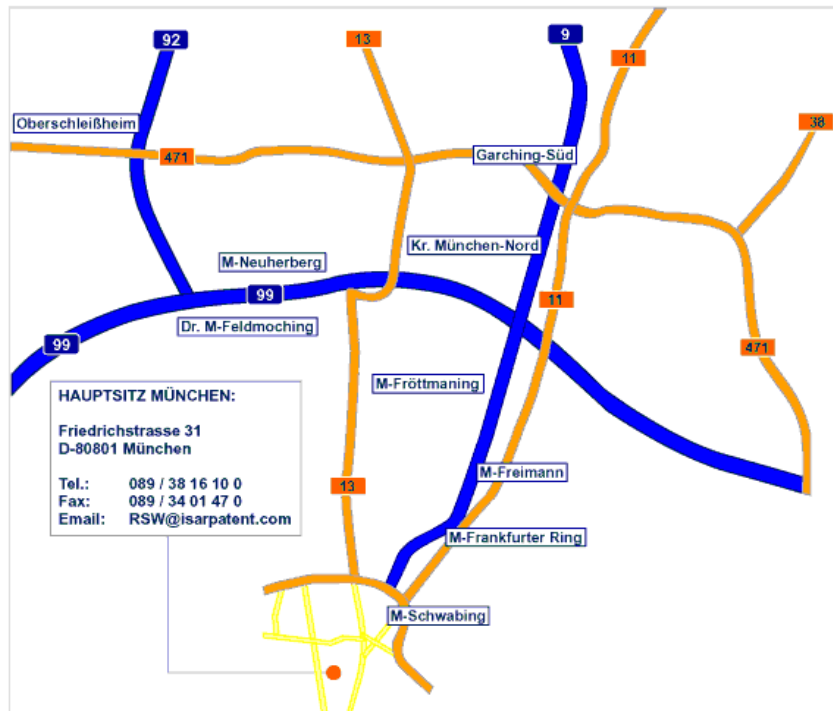 92
13
9
11
38
Oberschleißheim
471
Garching-Süd
Kr. München-Nord
M-Neuherberg
99
11
Dr. M-Feldmoching
99
471
M-Fröttmaning
HAUPTSITZ MÜNCHEN:
Friedrichstrasse 31
D-80801 München
Tel.: 089 / 38 16 10 0
Fax: 089 / 34 01 47 0
Email: RSW@isarpatent.com
M-Freimann
13
M-Frankfurter Ring
M-Schwabing